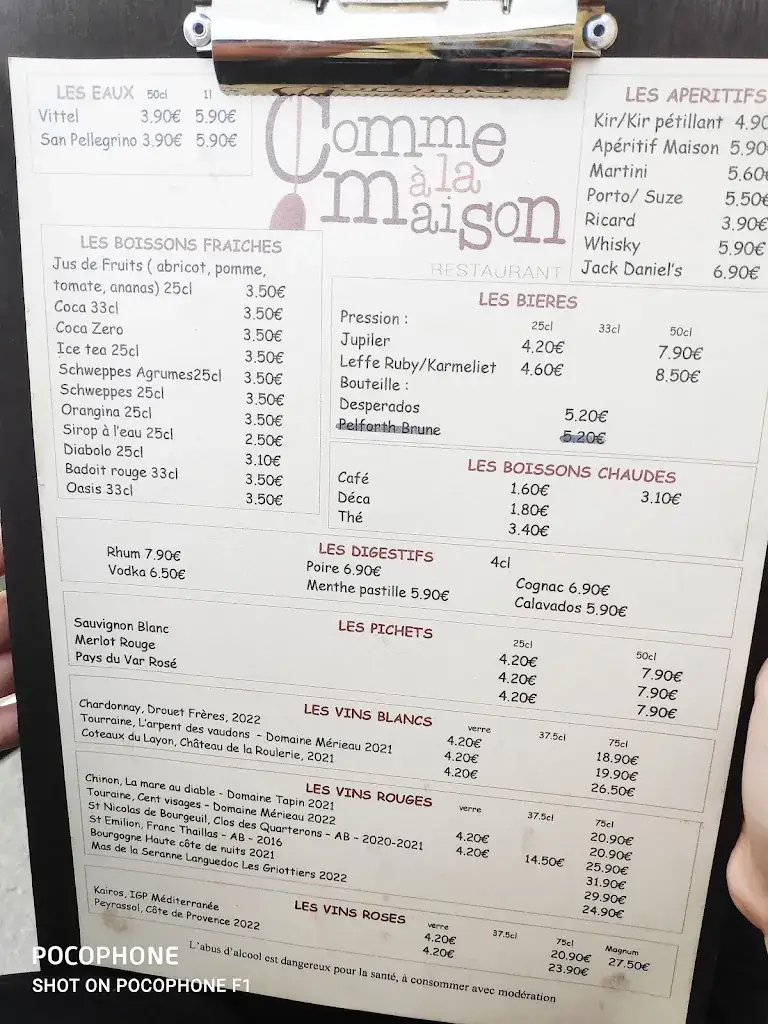 LES EAUX 50cl 1l
Vittel 3.90€ 5.90€
San Pellegrino 3.90€ 5.90€
Comme
à la
maison
RESTAURANT
LES APERITIFS
Kir/Kir pétillant 4.90
Apéritif Maison 5.90
Martini 5.60€
Porto/ Suze 5.50€
Ricard 3.90€
Whisky 5.90€
Jack Daniel's 6.90€
LES BOISSONS FRAICHES
Jus de Fruits ( abricot, pomme,
tomate, ananas) 25cl 3.50€
Coca 33cl 3.50€
Coca Zero 3.50€
Ice tea 25cl 3.50€
Schweppes Agrumes25cl 3.50€
Schweppes 25cl 3.50€
Orangina 25cl 3.50€
Sirop à l'eau 25cl 2.50€
Diabolo 25cl 3.10€
Badoit rouge 33cl 3.50€
Oasis 33cl 3.50€
LES BIERES
Pression : 25cl 33cl 50cl
Jupiler 4.20€ 7.90€
Leffe Ruby/Karmeliet 4.60€ 8.50€
Bouteille :
Desperados 5.20€
Pelforth Brune 5.20€
LES BOISSONS CHAUDES
Café 1.60€ 3.10€
Déca 1.80€
Thé 3.40€
LES DIGESTIFS 4cl
Rhum 7.90€ Poire 6.90€ Cognac 6.90€
Vodka 6.50€ Menthe pastille 5.90€ Calavados 5.90€
LES PICHETS 25cl 50cl
Sauvignon Blanc 4.20€ 7.90€
Merlot Rouge 4.20€ 7.90€
Pays du Var Rosé 4.20€ 7.90€
LES VINS BLANCS verre 37.5cl 75cl
Chardonnay, Drouet Frères, 2022 4.20€ 18.90€
Tourraine, L'arpent des vaudons - Domaine Mérieau 2021 4.20€ 19.90€
Coteaux du Layon, Château de la Roulerie, 2021 4.20€ 26.50€
LES VINS ROUGES verre 37.5cl 75cl
Chinon, La mare au diable - Domaine Tapin 2021 4.20€ 20.90€
Touraine, Cent visages - Domaine Mérieau 2022 4.20€ 20.90€
St Nicolas de Bourgeuil, Clos des Quarterons - AB - 2020-2021 14.50€ 25.90€
St Emilion, Franc Thaillas - AB - 2016 31.90€
Bourgogne Haute côte de nuits 2021 29.90€
Mas de la Seranne Languedoc Les Griottiers 2022 24.90€
LES VINS ROSES verre 37.5cl 75cl Magnum
Kairos, IGP Méditerranée 4.20€ 20.90€ 27.50€
Peyrassol, Côte de Provence 2022 4.20€ 23.90€
L'abus d'alcool est dangereux pour la santé, à consommer avec modération
POCOPHONE
SHOT ON POCOPHONE F1